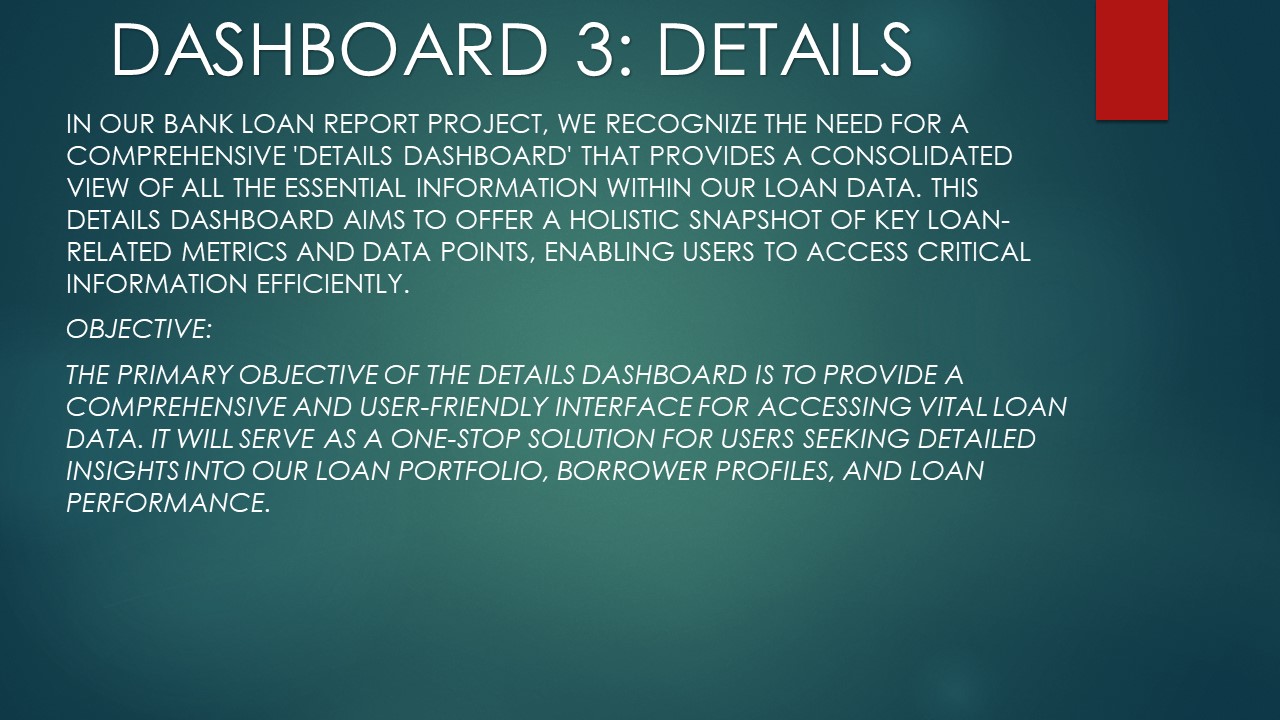 DASHBOARD 3: DETAILS
IN OUR BANK LOAN REPORT PROJECT, WE RECOGNIZE THE NEED FOR A
COMPREHENSIVE 'DETAILS DASHBOARD' THAT PROVIDES A CONSOLIDATED
VIEW OF ALL THE ESSENTIAL INFORMATION WITHIN OUR LOAN DATA. THIS
DETAILS DASHBOARD AIMS TO OFFER A HOLISTIC SNAPSHOT OF KEY LOAN-
RELATED METRICS AND DATA POINTS, ENABLING USERS TO ACCESS CRITICAL
INFORMATION EFFICIENTLY.
OBJECTIVE:
THE PRIMARY OBJECTIVE OF THE DETAILS DASHBOARD IS TO PROVIDE A
COMPREHENSIVE AND USER-FRIENDLY INTERFACE FOR ACCESSING VITAL LOAN
DATA. IT WILL SERVE AS A ONE-STOP SOLUTION FOR USERS SEEKING DETAILED
INSIGHTS INTO OUR LOAN PORTFOLIO, BORROWER PROFILES, AND LOAN
PERFORMANCE.